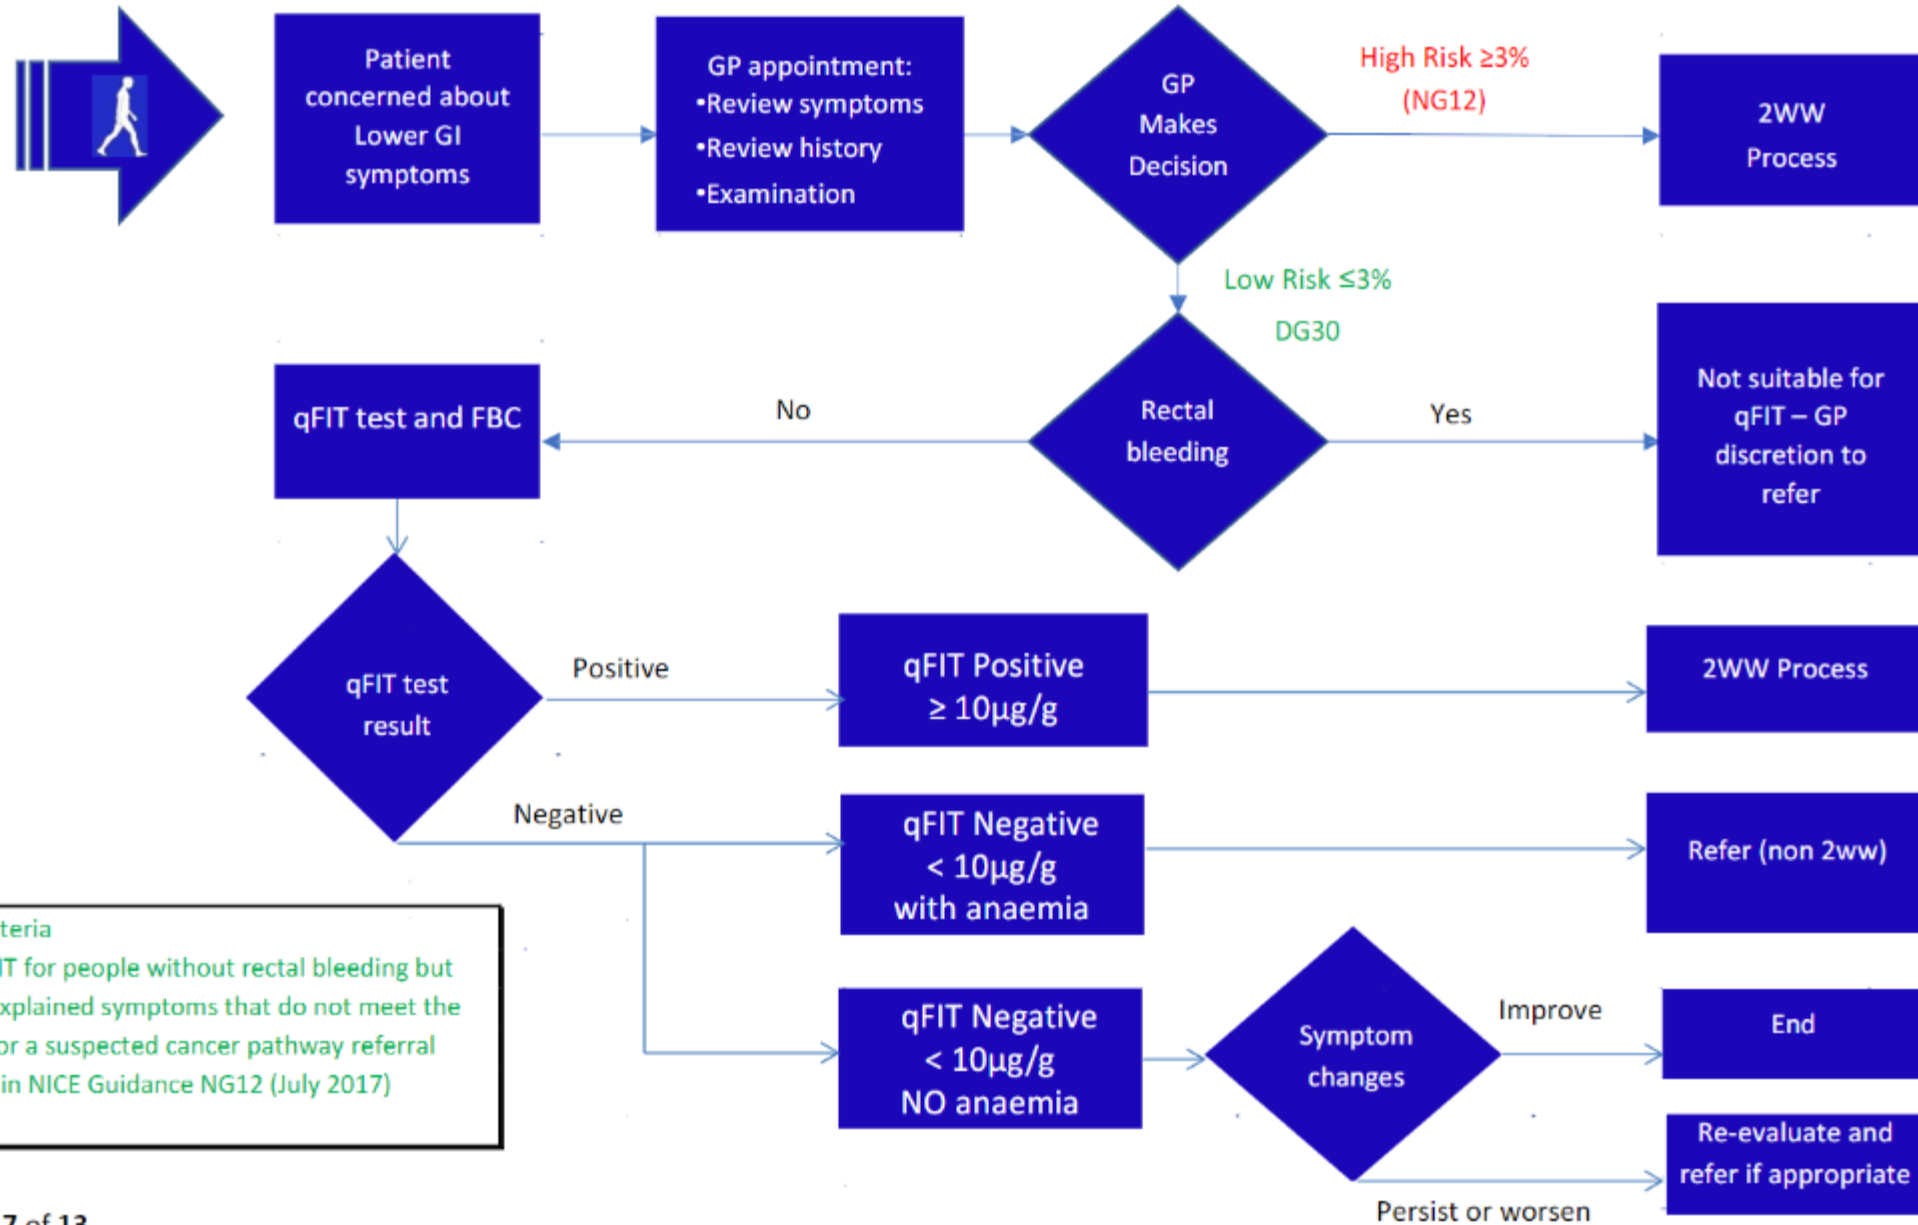 Patient
concerned about
Lower GI
symptoms
GP appointment:
•Review symptoms
•Review history
•Examination
GP
Makes
Decision
High Risk ≥3%
(NG12)
2WW
Process
Low Risk ≤3%
DG30
qFIT test and FBC
No
Rectal
bleeding
Yes
Not suitable for
qFIT – GP
discretion to
refer
qFIT test
result
Positive
qFIT Positive
≥ 10µg/g
2WW Process
Negative
qFIT Negative
< 10µg/g
with anaemia
Refer (non 2ww)
qFIT Negative
< 10µg/g
NO anaemia
Symptom
changes
Improve
End
Persist or worsen
Re-evaluate and
refer if appropriate
teria
IT for people without rectal bleeding but
xplained symptoms that do not meet the
or a suspected cancer pathway referral
in NICE Guidance NG12 (July 2017)
7 of 13